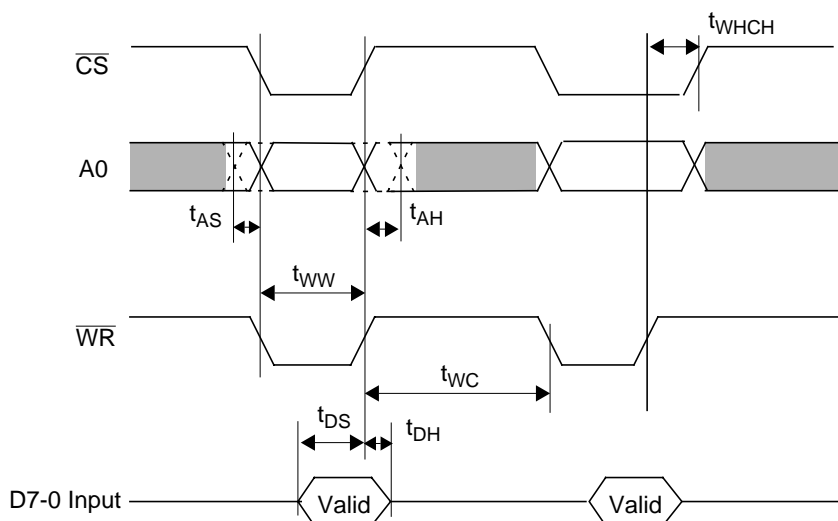 tWHCH
CS
A0
tAS
tAH
tWW
WR
tWC
tDS
tDH
D7-0 Input
Valid
Valid